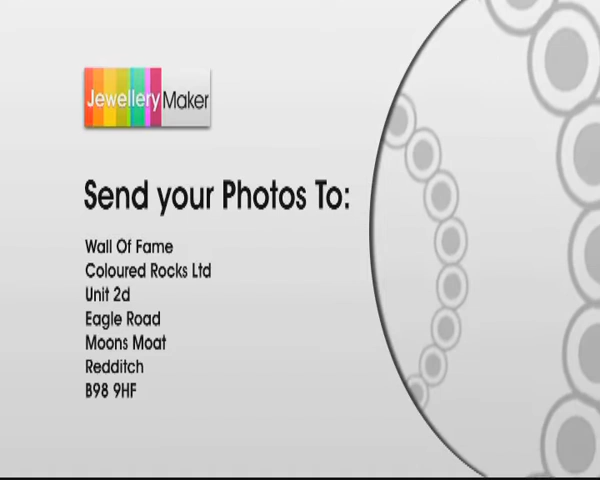 JewelleryMaker
Send your Photos To:
Wall Of Fame
Coloured Rocks Ltd
Unit 2d
Eagle Road
Moons Moat
Redditch
B98 9HF